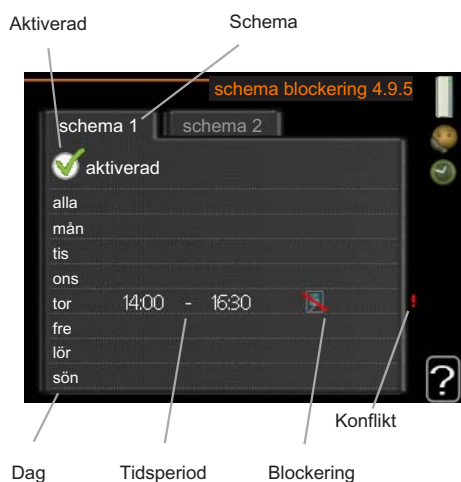 Aktiverad
Schema
schema blockering 4.9.5
schema 1
schema 2
aktiverad
alla
mån
tis
ons
tor 14:00 - 16:30 !
fre
lör
sön
?
Konflikt
Dag
Tidsperiod
Blockering